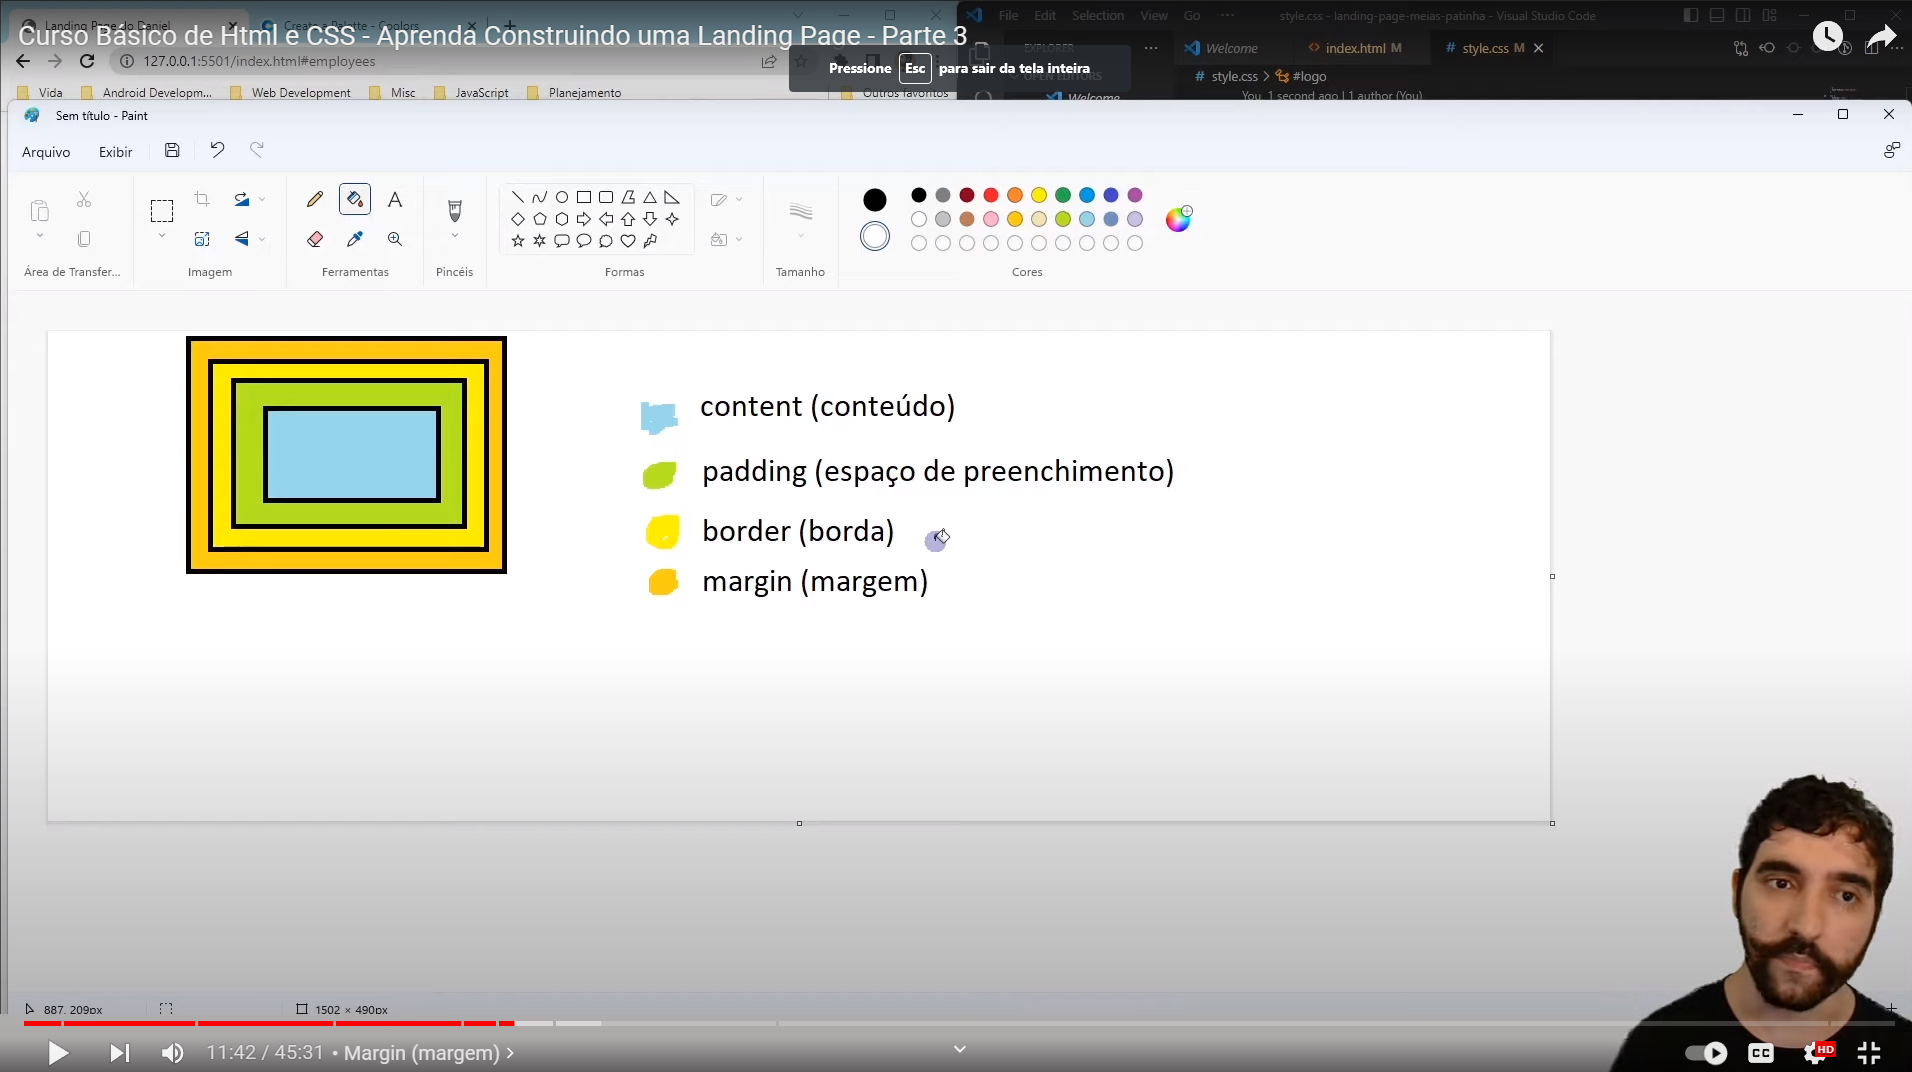 Landing Page do Daniel
Create a Palette - Coolors
File Edit Selection View Go ··· style.css - landing-page-meias-patinha - Visual Studio Code
Curso Básico de Html e CSS - Aprenda Construindo uma Landing Page - Parte 3
EXPLORER
Welcome index.html M # style.css M
127.0.0.1:5501/index.html#employees
Pressione Esc para sair da tela inteira
OPEN EDITORS
# style.css > #logo
Vida Android Developm... Web Development Misc JavaScript Planejamento Outros favoritos
Welcome
You, 1 second ago | 1 author (You)
Sem título - Paint
Arquivo Exibir
Área de Transfer... Imagem Ferramentas Pincéis Formas Tamanho Cores
content (conteúdo)
padding (espaço de preenchimento)
border (borda)
margin (margem)
887, 209px 1502 × 490px
11:42 / 45:31 • Margin (margem) >
CC HD